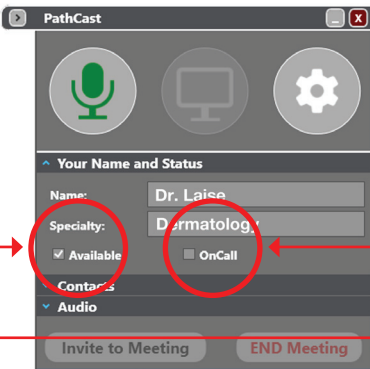 PathCast
Your Name and Status
Name: Dr. Laise
Specialty: Dermatology
Available OnCall
Contacts
Audio
Invite to Meeting END Meeting